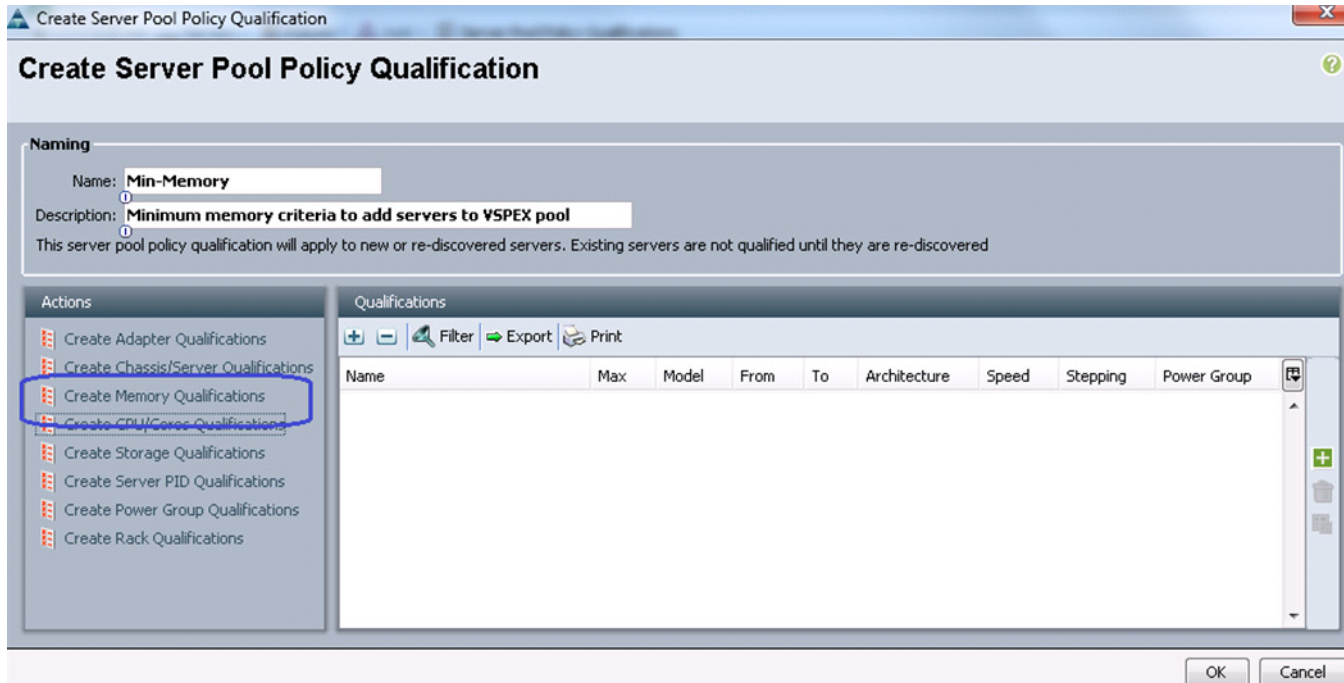 Create Server Pool Policy Qualification
Create Server Pool Policy Qualification
Naming
Name: Min-Memory
Description: Minimum memory criteria to add servers to VSPEX pool
This server pool policy qualification will apply to new or re-discovered servers. Existing servers are not qualified until they are re-discovered
Actions
Create Adapter Qualifications
Create Chassis/Server Qualifications
Create Memory Qualifications
Create CPU/Cores Qualifications
Create Storage Qualifications
Create Server PID Qualifications
Create Power Group Qualifications
Create Rack Qualifications
Qualifications
Filter Export Print
Name Max Model From To Architecture Speed Stepping Power Group
OK Cancel